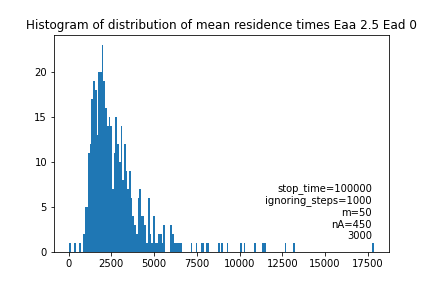 Histogram of distribution of mean residence times Eaa 2.5 Ead 0
20
15
10
5
0
stop_time=100000
ignoring_steps=1000
m=50
nA=450
3000
0 2500 5000 7500 10000 12500 15000 17500